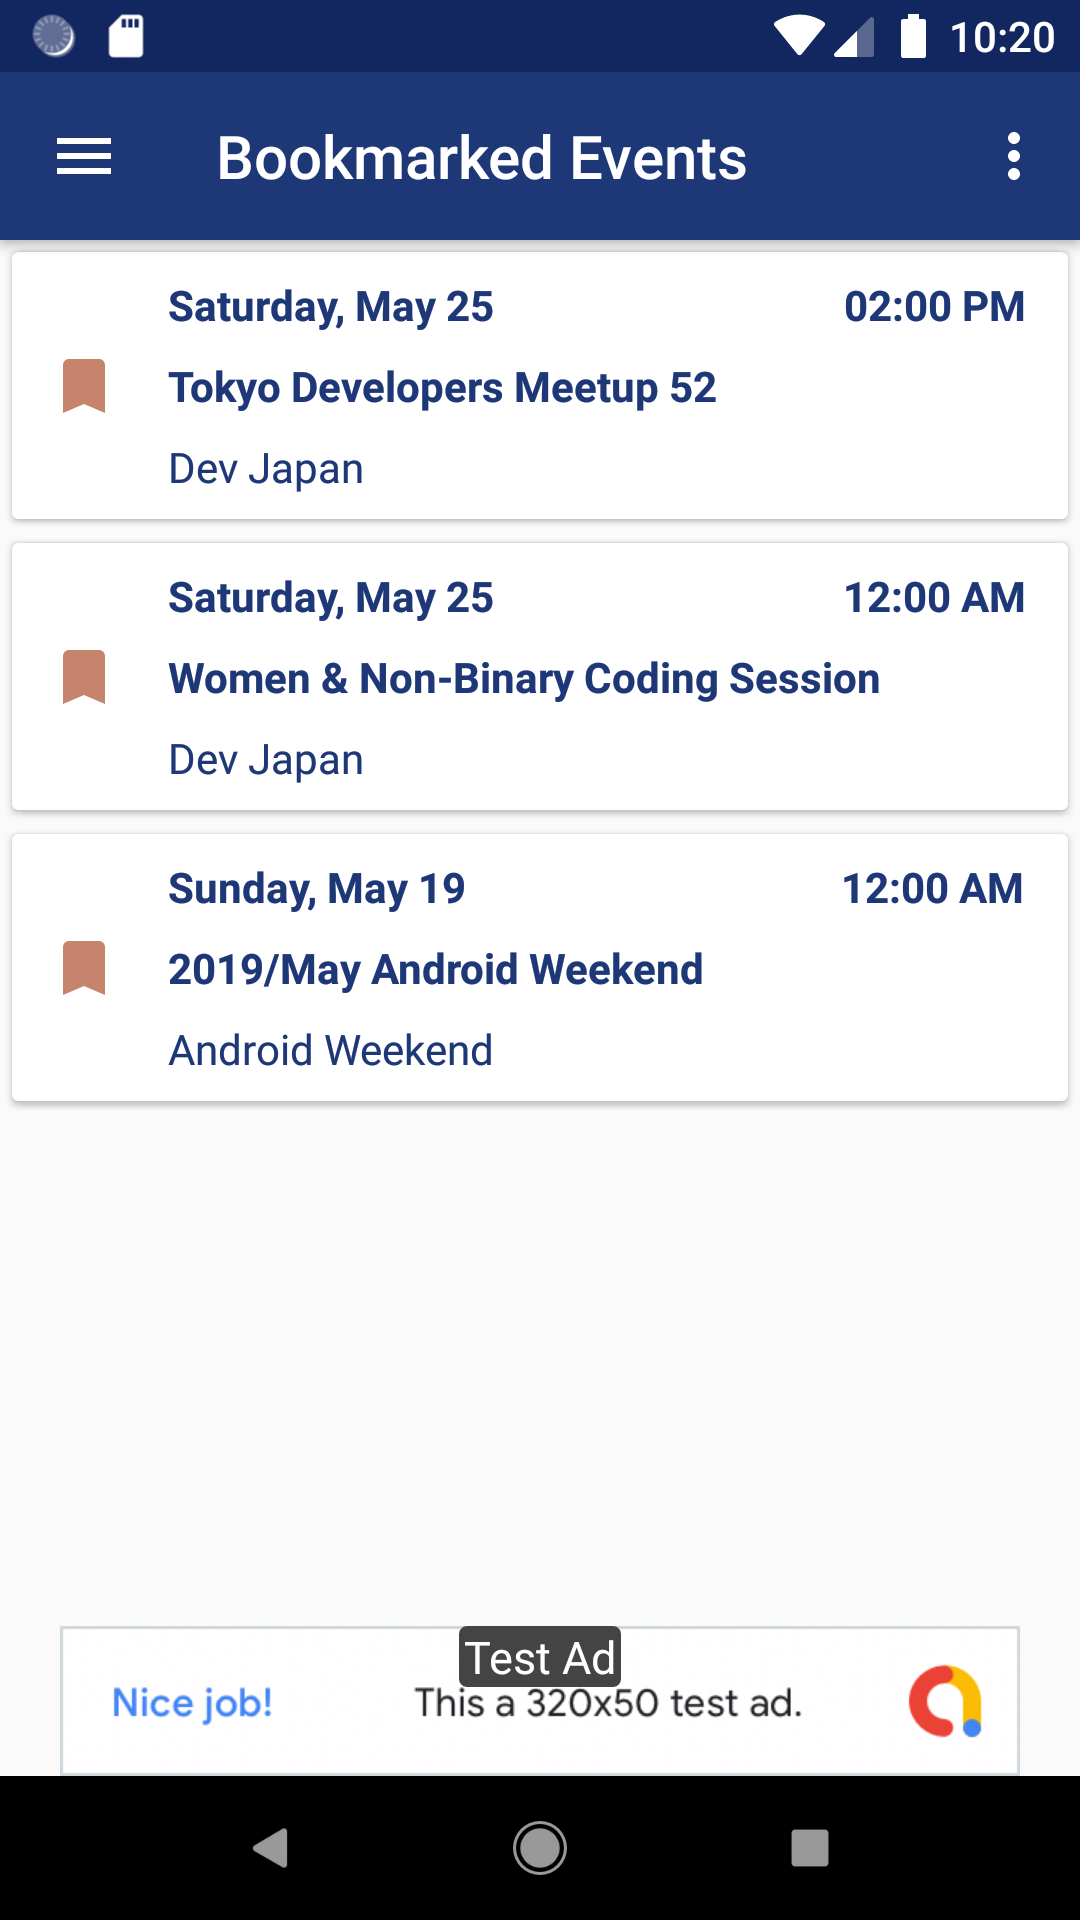 10:20
Bookmarked Events
Saturday, May 25 02:00 PM
Tokyo Developers Meetup 52
Dev Japan
Saturday, May 25 12:00 AM
Women & Non-Binary Coding Session
Dev Japan
Sunday, May 19 12:00 AM
2019/May Android Weekend
Android Weekend
Test Ad
Nice job! This a 320x50 test ad.